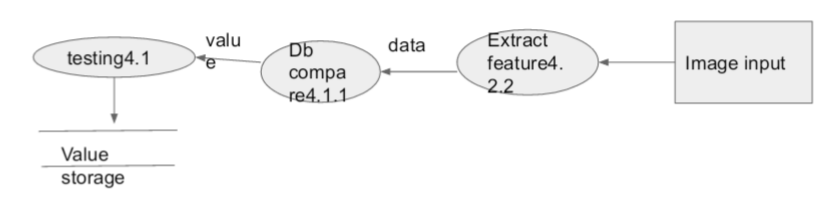 testing4.1
valu
e
Db
compa
re4.1.1
data
Extract
feature4.
2.2
Image input
Value
storage